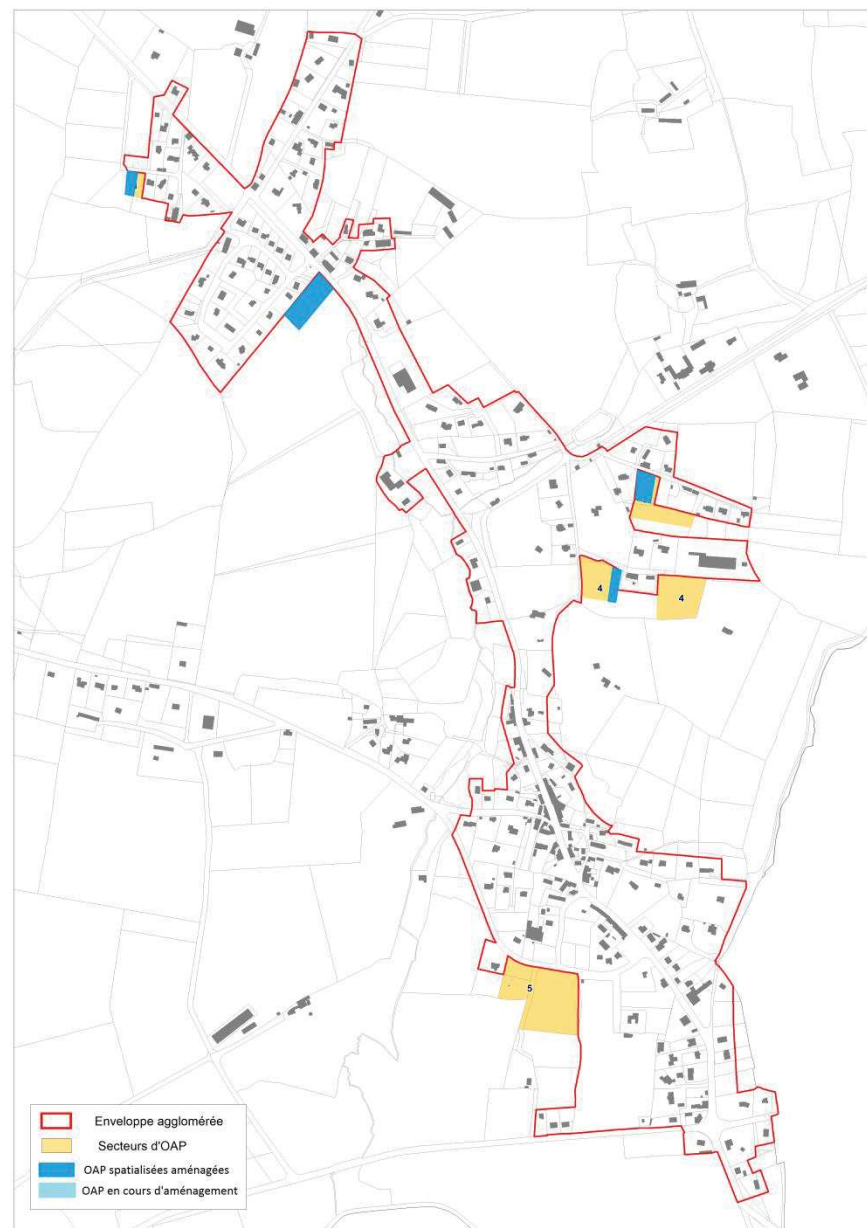 4
4
5
Enveloppe agglomérée
Secteurs d'OAP
OAP spatialisées aménagées
OAP en cours d'aménagement